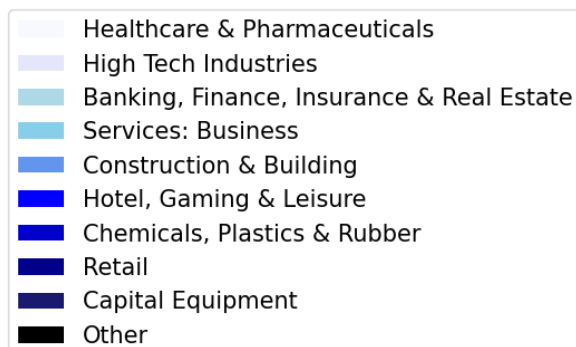 Healthcare & Pharmaceuticals
High Tech Industries
Banking, Finance, Insurance & Real Estate
Services: Business
Construction & Building
Hotel, Gaming & Leisure
Chemicals, Plastics & Rubber
Retail
Capital Equipment
Other